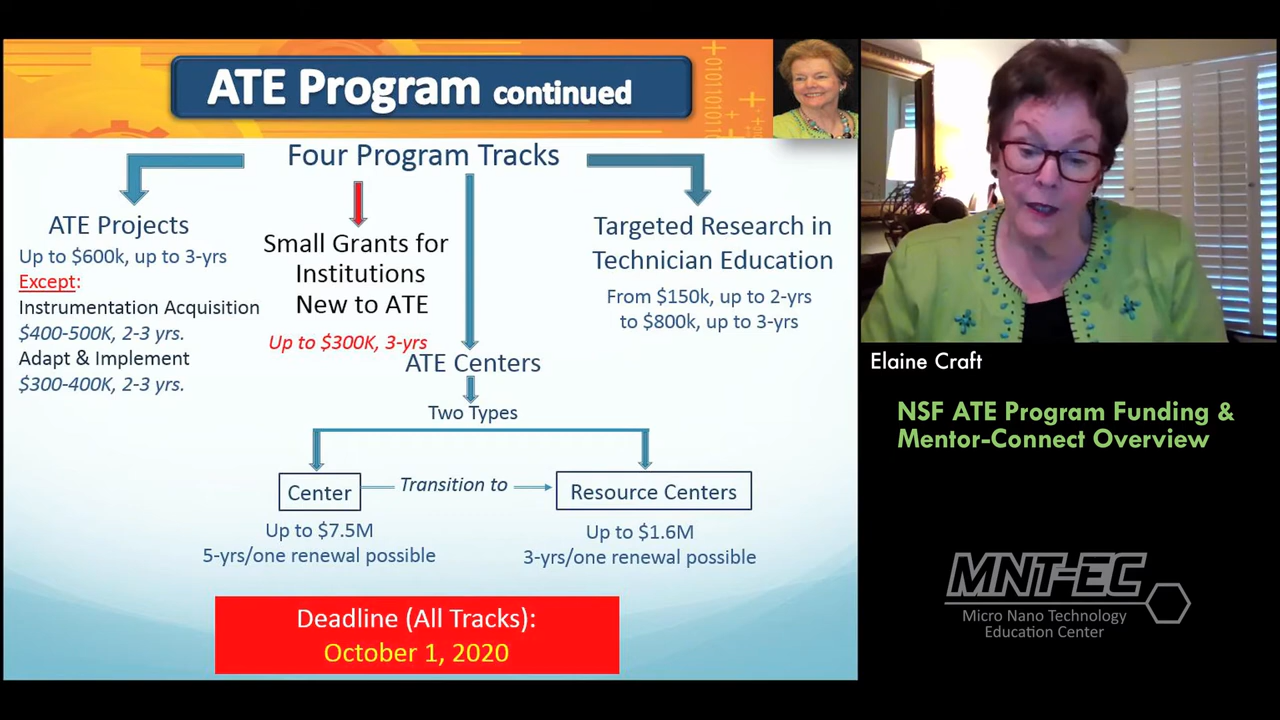 ATE Program continued
Four Program Tracks
ATE Projects
Up to $600k, up to 3-yrs
Except:
Instrumentation Acquisition
$400-500K, 2-3 yrs.
Adapt & Implement
$300-400K, 2-3 yrs.
Small Grants for
Institutions
New to ATE
Up to $300K, 3-yrs
ATE Centers
Two Types
Center
Transition to
Resource Centers
Up to $7.5M
5-yrs/one renewal possible
Up to $1.6M
3-yrs/one renewal possible
Targeted Research in
Technician Education
From $150k, up to 2-yrs
to $800k, up to 3-yrs
Deadline (All Tracks):
October 1, 2020
Elaine Craft
NSF ATE Program Funding &
Mentor-Connect Overview
MNT-EC
Micro Nano Technology
Education Center